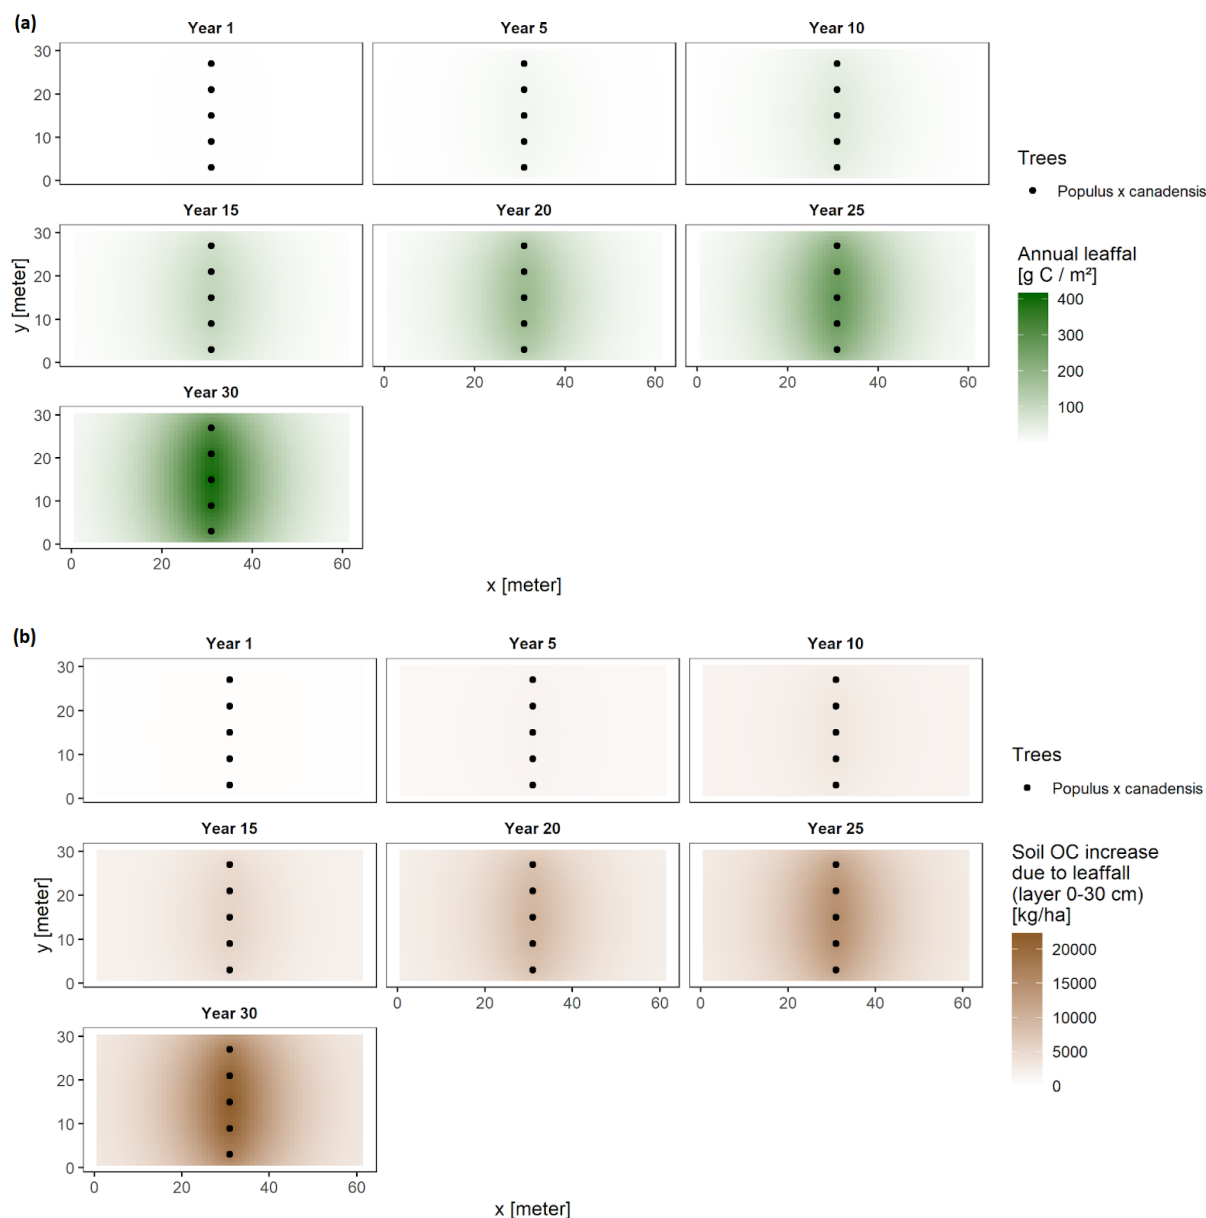 (a)
Year 1
Year 5
Year 10
30
20
10
0
Year 15
Year 20
Year 25
30
20
10
0
0
20
40
60
0
20
40
60
Year 30
30
20
10
0
0
20
40
60
y [meter]
x [meter]
Trees
Populus x canadensis
Annual leaffal
[g C / m²]
400
300
200
100
(b)
Year 1
Year 5
Year 10
30
20
10
0
Year 15
Year 20
Year 25
30
20
10
0
0
20
40
60
0
20
40
60
Year 30
30
20
10
0
0
20
40
60
y [meter]
x [meter]
Trees
Populus x canadensis
Soil OC increase
due to leaffall
(layer 0-30 cm)
[kg/ha]
20000
15000
10000
5000
0